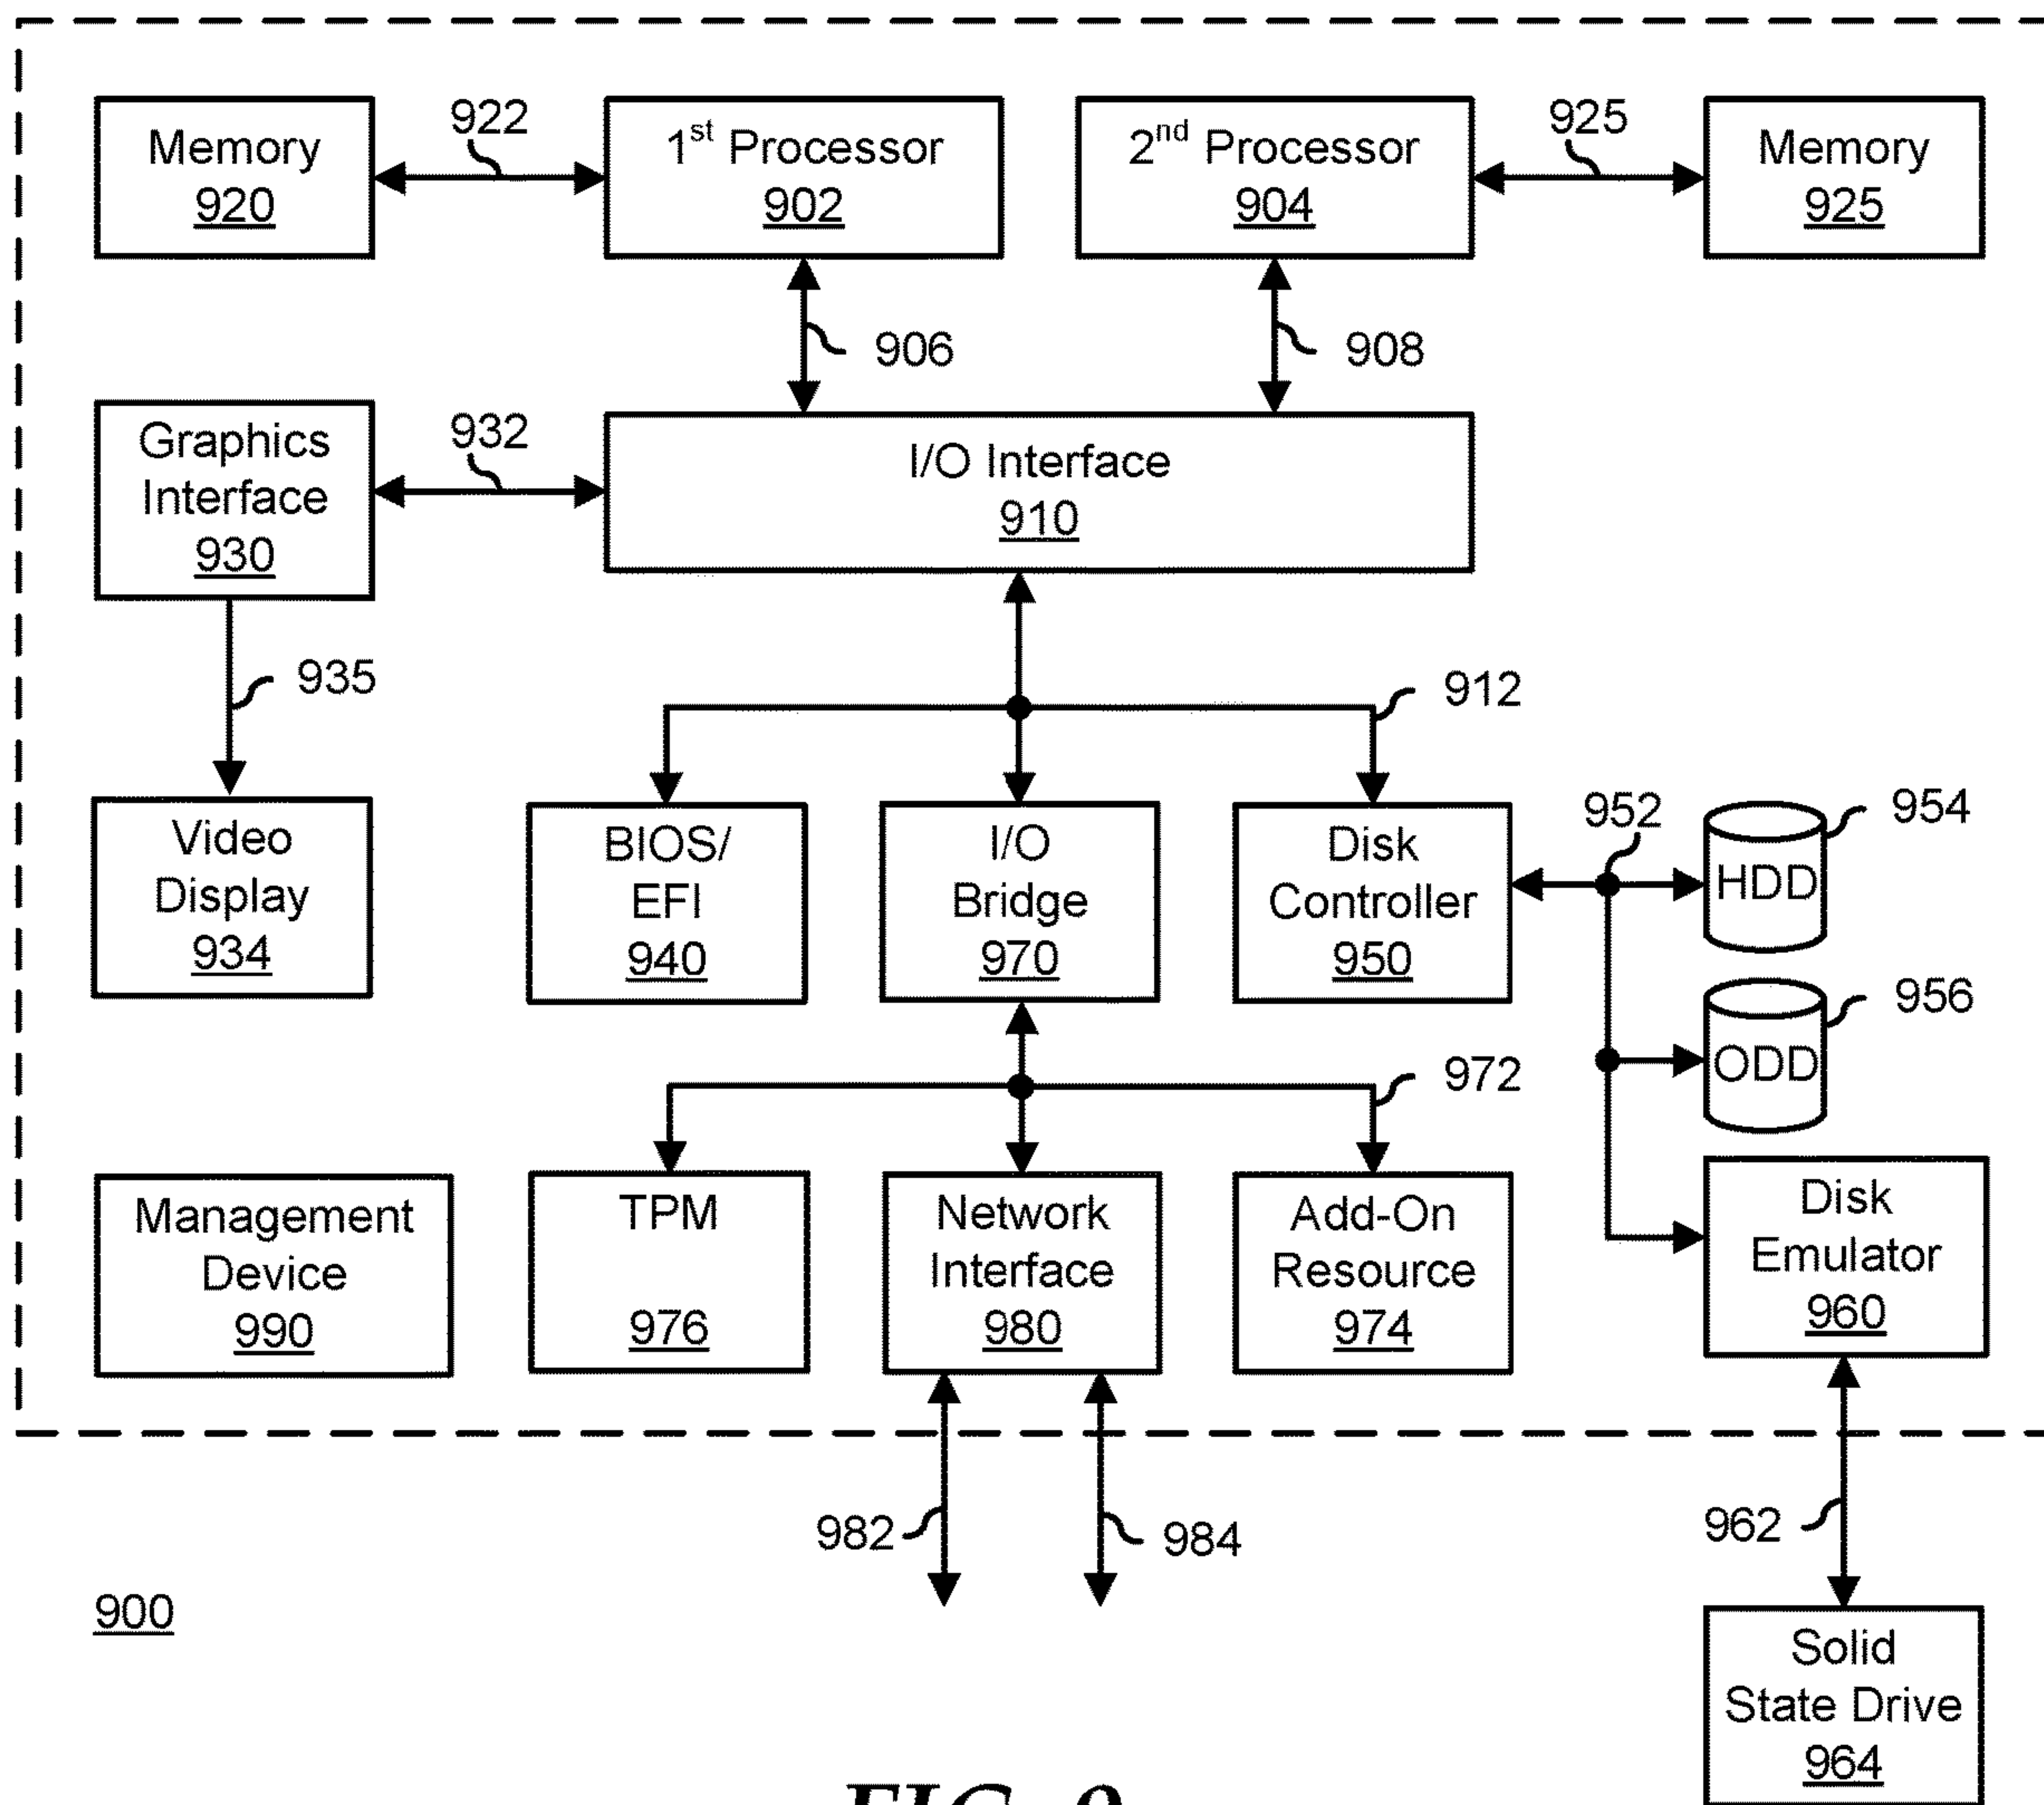 922
925
Memory
920
1st Processor
902
2nd Processor
904
Memory
925
906
908
Graphics
Interface
930
932
I/O Interface
910
935
912
Video
Display
934
BIOS/
EFI
940
I/O
Bridge
970
Disk
Controller
950
952
954
HDD
956
ODD
972
Management
Device
990
TPM
976
Network
Interface
980
Add-On
Resource
974
Disk
Emulator
960
982
984
962
900
Solid
State Drive
964
FIG. 9